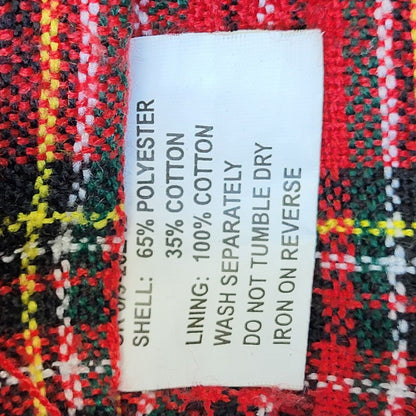 SHELL: 65% POLYESTER
35% COTTON
LINING: 100% COTTON
WASH SEPARATELY
DO NOT TUMBLE DRY
IRON ON REVERSE